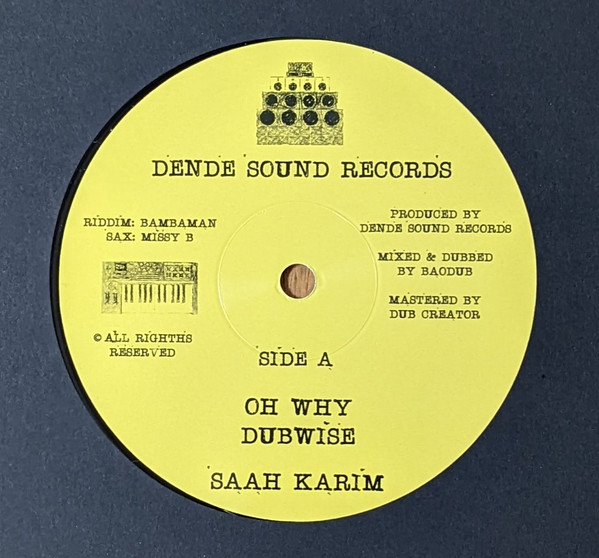 DENDE SOUND RECORDS
RIDDIM: BAMBAMAN
SAX: MISSY B
© ALL RIGHTHS
RESERVED
PRODUCED BY
DENDE SOUND RECORDS
MIXED & DUBBED
BY BAODUB
MASTERED BY
DUB CREATOR
SIDE A
OH WHY
DUBWISE
SAAH KARIM